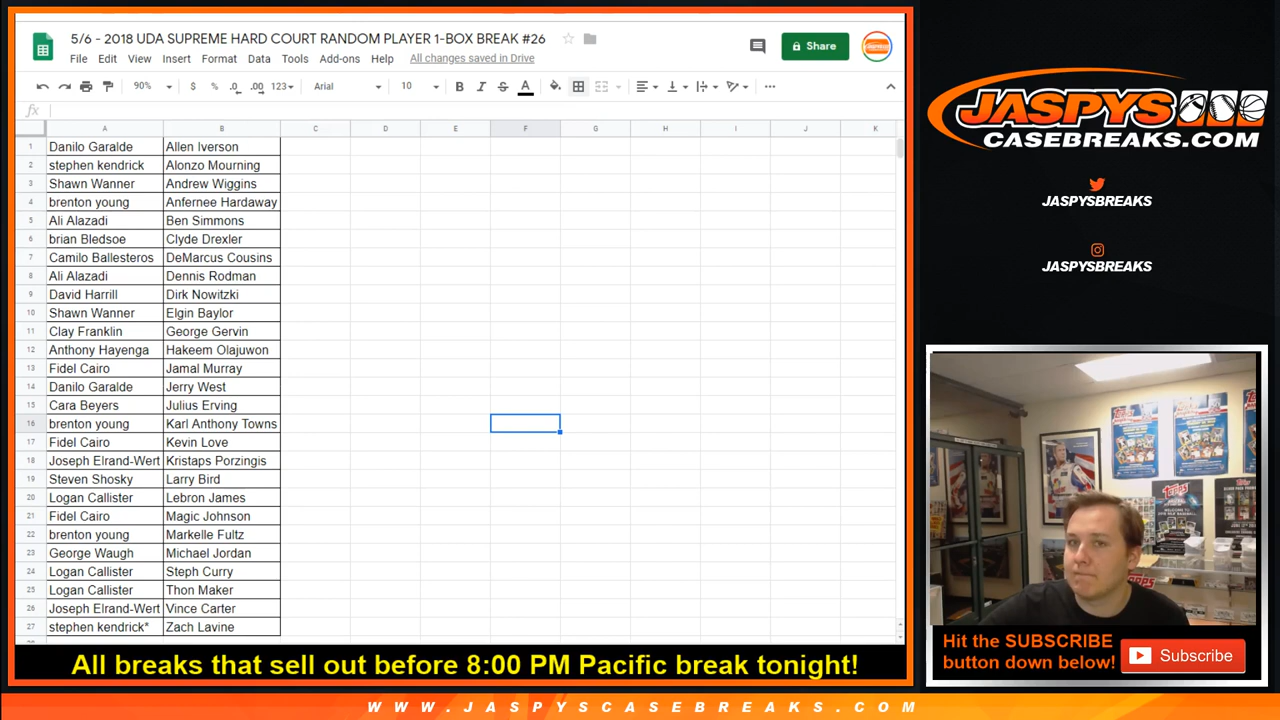 5/6 - 2018 UDA SUPREME HARD COURT RANDOM PLAYER 1-BOX BREAK #26
Share
File Edit View Insert Format Data Tools Add-ons Help All changes saved in Drive
90% $ % .0 .00 123 Arial 10 B I S A
fx
A B C D E F G H I J K
1 Danilo Garalde Allen Iverson
2 stephen kendrick Alonzo Mourning
3 Shawn Wanner Andrew Wiggins
4 brenton young Anfernee Hardaway
5 Ali Alazadi Ben Simmons
6 brian Bledsoe Clyde Drexler
7 Camilo Ballesteros DeMarcus Cousins
8 Ali Alazadi Dennis Rodman
9 David Harrill Dirk Nowitzki
10 Shawn Wanner Elgin Baylor
11 Clay Franklin George Gervin
12 Anthony Hayenga Hakeem Olajuwon
13 Fidel Cairo Jamal Murray
14 Danilo Garalde Jerry West
15 Cara Beyers Julius Erving
16 brenton young Karl Anthony Towns
17 Fidel Cairo Kevin Love
18 Joseph Elrand-Wert Kristaps Porzingis
19 Steven Shosky Larry Bird
20 Logan Callister Lebron James
21 Fidel Cairo Magic Johnson
22 brenton young Markelle Fultz
23 George Waugh Michael Jordan
24 Logan Callister Steph Curry
25 Logan Callister Thon Maker
26 Joseph Elrand-Wert Vince Carter
27 stephen kendrick* Zach Lavine
All breaks that sell out before 8:00 PM Pacific break tonight!
JASPYS
CASEBREAKS.COM
JASPYSBREAKS
JASPYSBREAKS
Topps
Hit the SUBSCRIBE
button down below!
Subscribe
WWW.JASPYSCASEBREAKS.COM